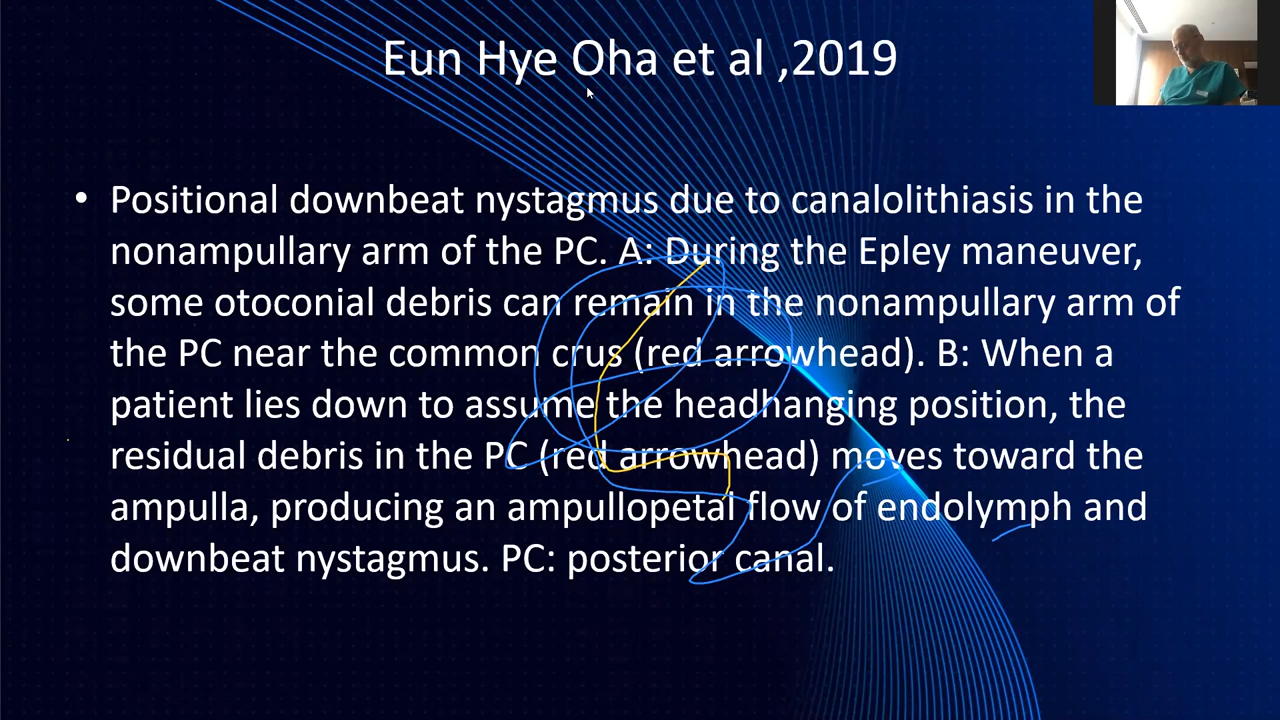 Eun Hye Oha et al ,2019
• Positional downbeat nystagmus due to canalolithiasis in the
nonampullary arm of the PC. A: During the Epley maneuver,
some otoconial debris can remain in the nonampullary arm of
the PC near the common crus (red arrowhead). B: When a
patient lies down to assume the headhanging position, the
residual debris in the PC (red arrowhead) moves toward the
ampulla, producing an ampullopetal flow of endolymph and
downbeat nystagmus. PC: posterior canal.